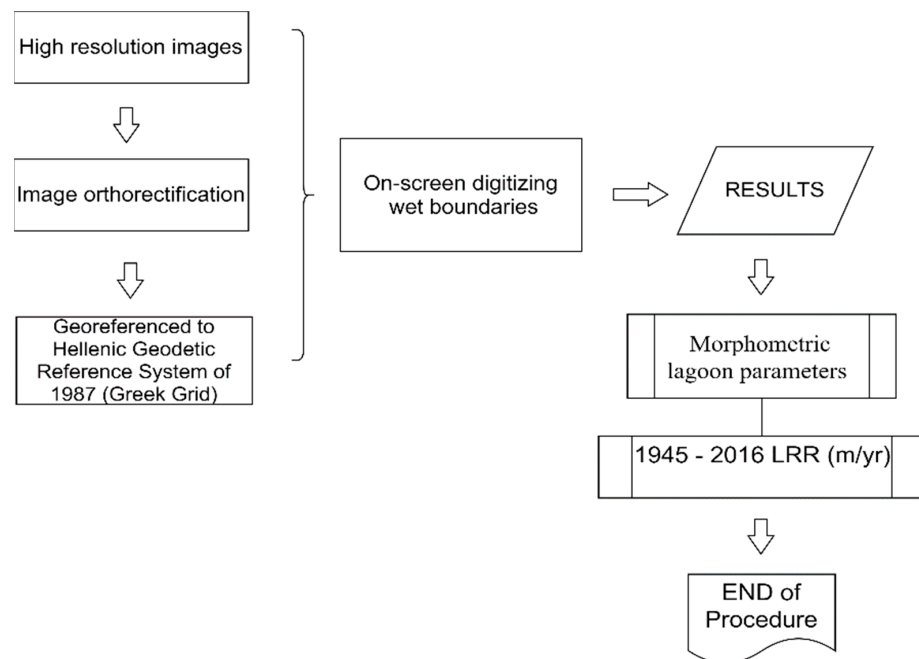 High resolution images
Image orthorectification
Georefrenced to
Hellenic Geodetic
Reference System of
1987 (Greek Grid)
On-screen digitizing
wet boundaries
RESULTS
Morphometric
lagoon parameters
1945 - 2016 LRR (m/yr)
END of
Procedure